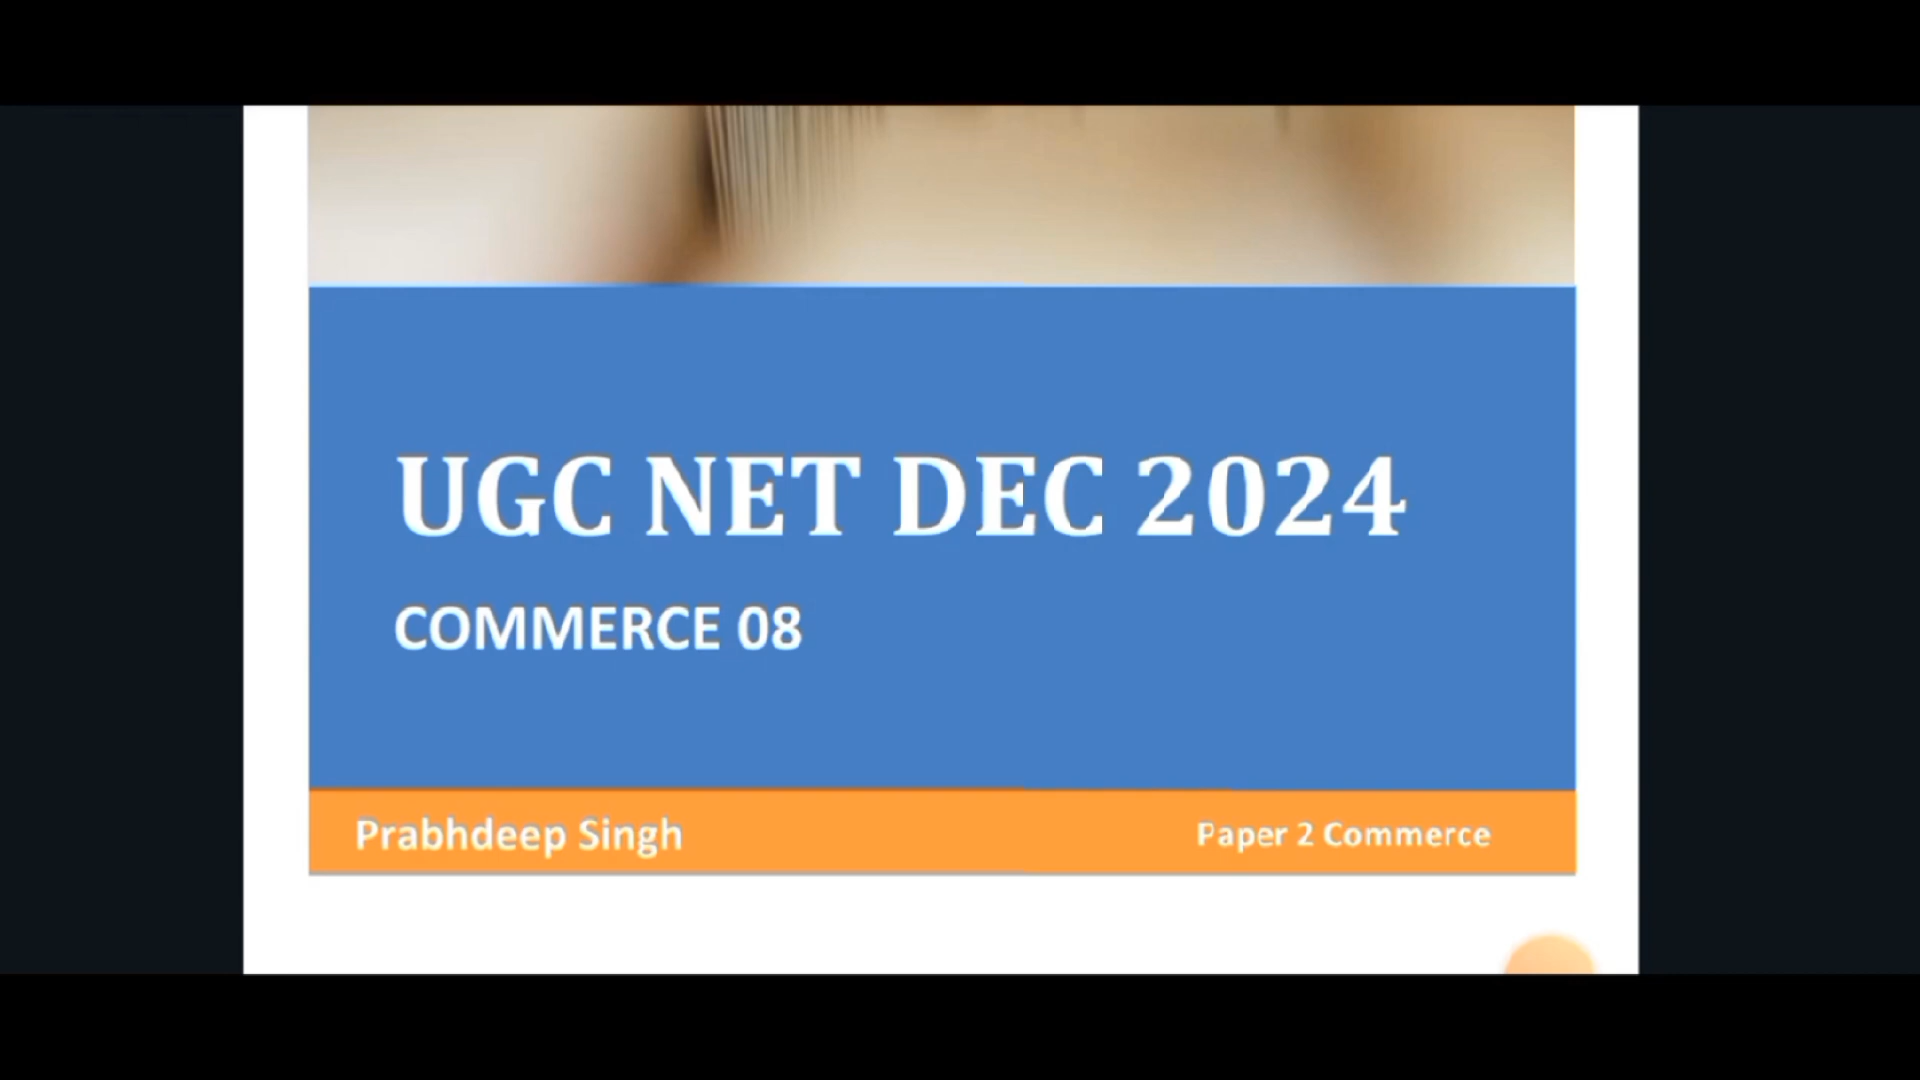 UGC NET DEC 2024
COMMERCE 08
Prabhdeep Singh
Paper 2 Commerce